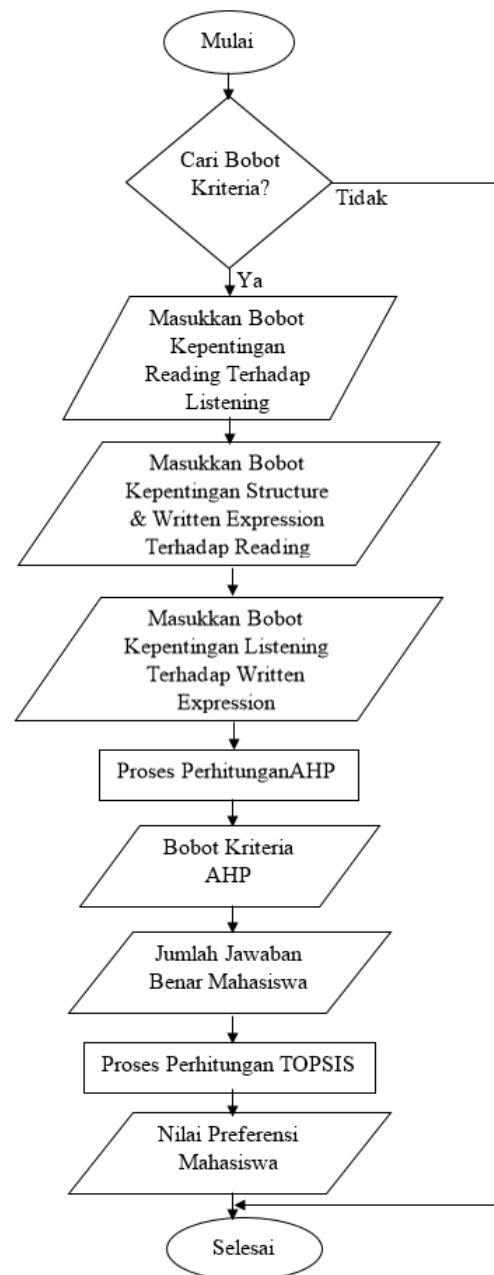 Mulai
Cari Bobot
Kriteria?
Tidak
Ya
Masukkan Bobot
Kepentingan
Reading Terhadap
Listening
Masukkan Bobot
Kepentingan Structure
& Written Expression
Terhadap Reading
Masukkan Bobot
Kepentingan Listening
Terhadap Written
Expression
Proses PerhitunganAHP
Bobot Kriteria
AHP
Jumlah Jawaban
Benar Mahasiswa
Proses Perhitungan TOPSIS
Nilai Preferensi
Mahasiswa
Selesai